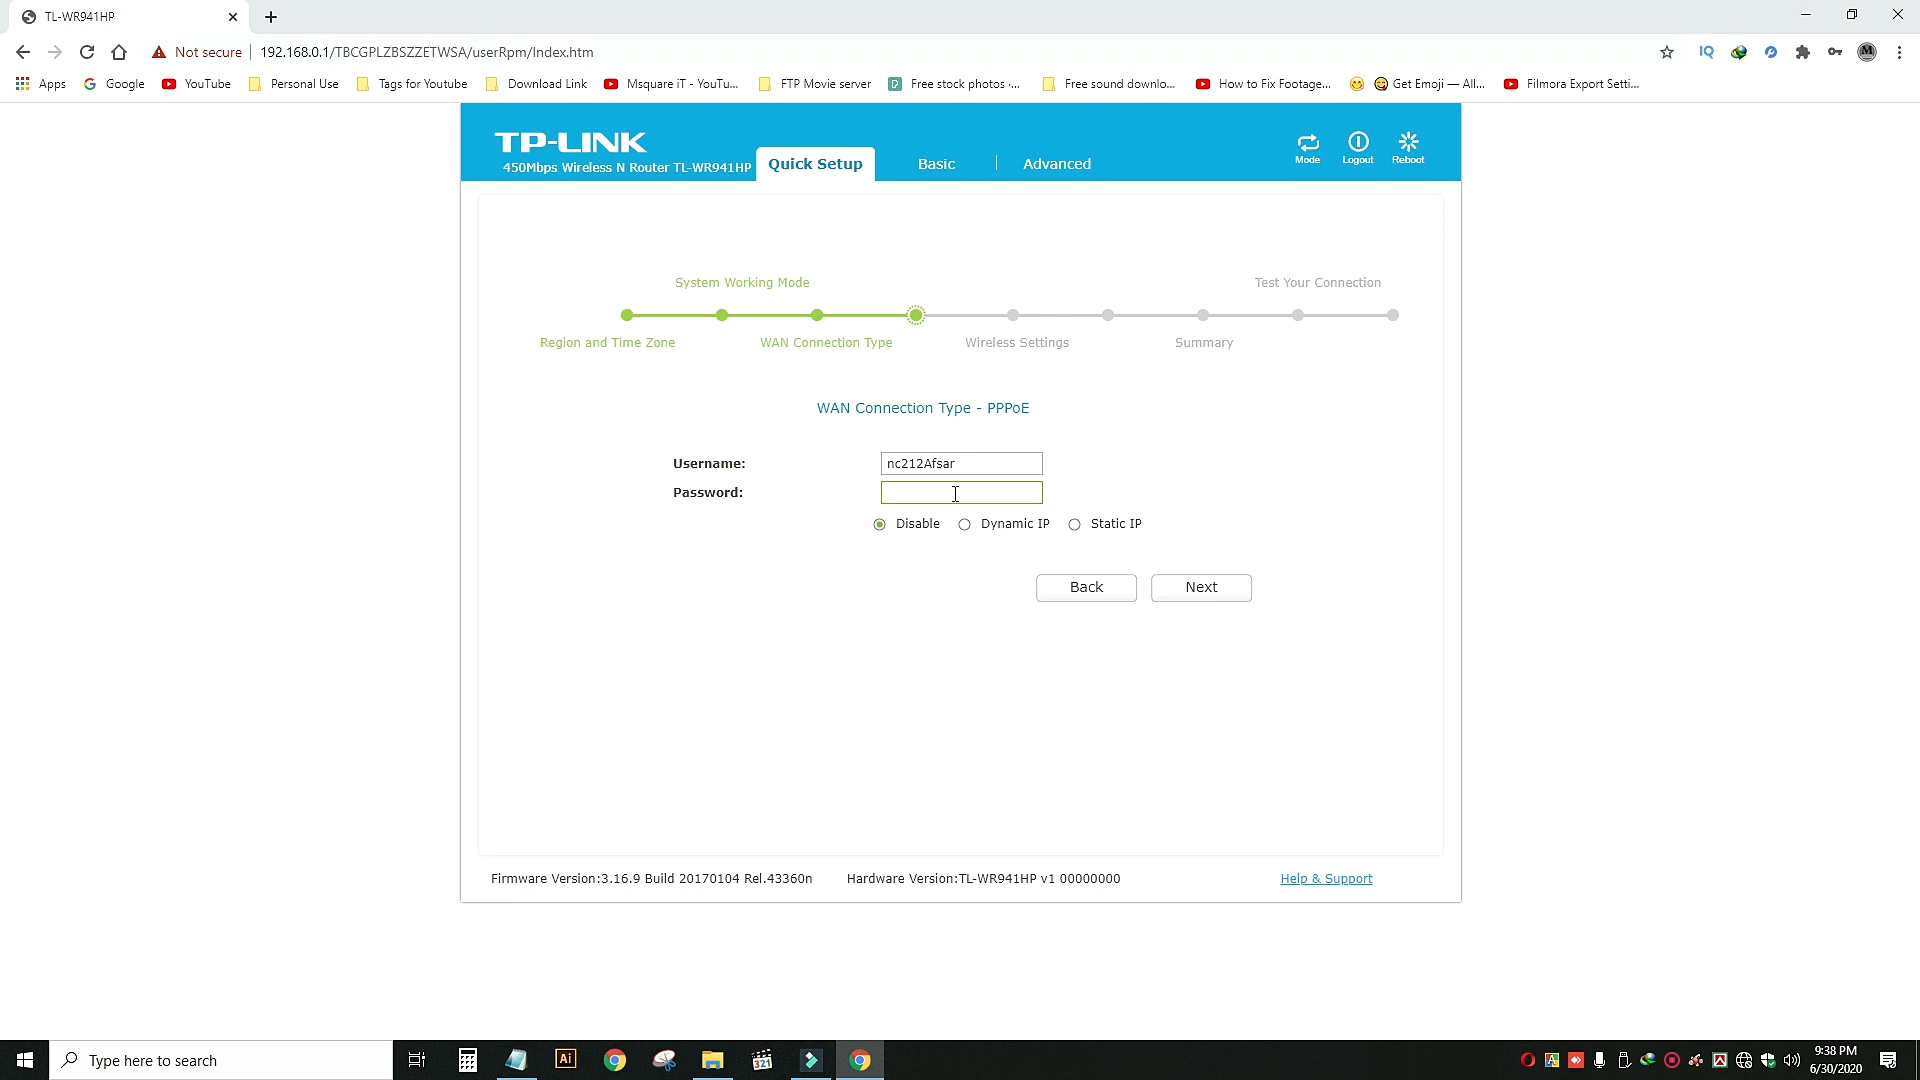 TL-WR941HP
Not secure
192.168.0.1/TBCGPLZBSZZETWSA/userRpm/Index.htm
IQ
M
Apps
Google
YouTube
Personal Use
Tags for Youtube
Download Link
Msquare iT - YouTu...
FTP Movie server
Free stock photos ·...
Free sound downlo...
How to Fix Footage...
Get Emoji — All...
Filmora Export Setti...
TP-LINK
450Mbps Wireless N Router TL-WR941HP
Quick Setup
Basic
Advanced
Mode
Logout
Reboot
System Working Mode
Test Your Connection
Region and Time Zone
WAN Connection Type
Wireless Settings
Summary
WAN Connection Type - PPPoE
Username:
nc212Afsar
Password:
Disable
Dynamic IP
Static IP
Back
Next
Firmware Version:3.16.9 Build 20170104 Rel.43360n
Hardware Version:TL-WR941HP v1 00000000
Help & Support
Type here to search
Ai
321
9:38 PM
6/30/2020